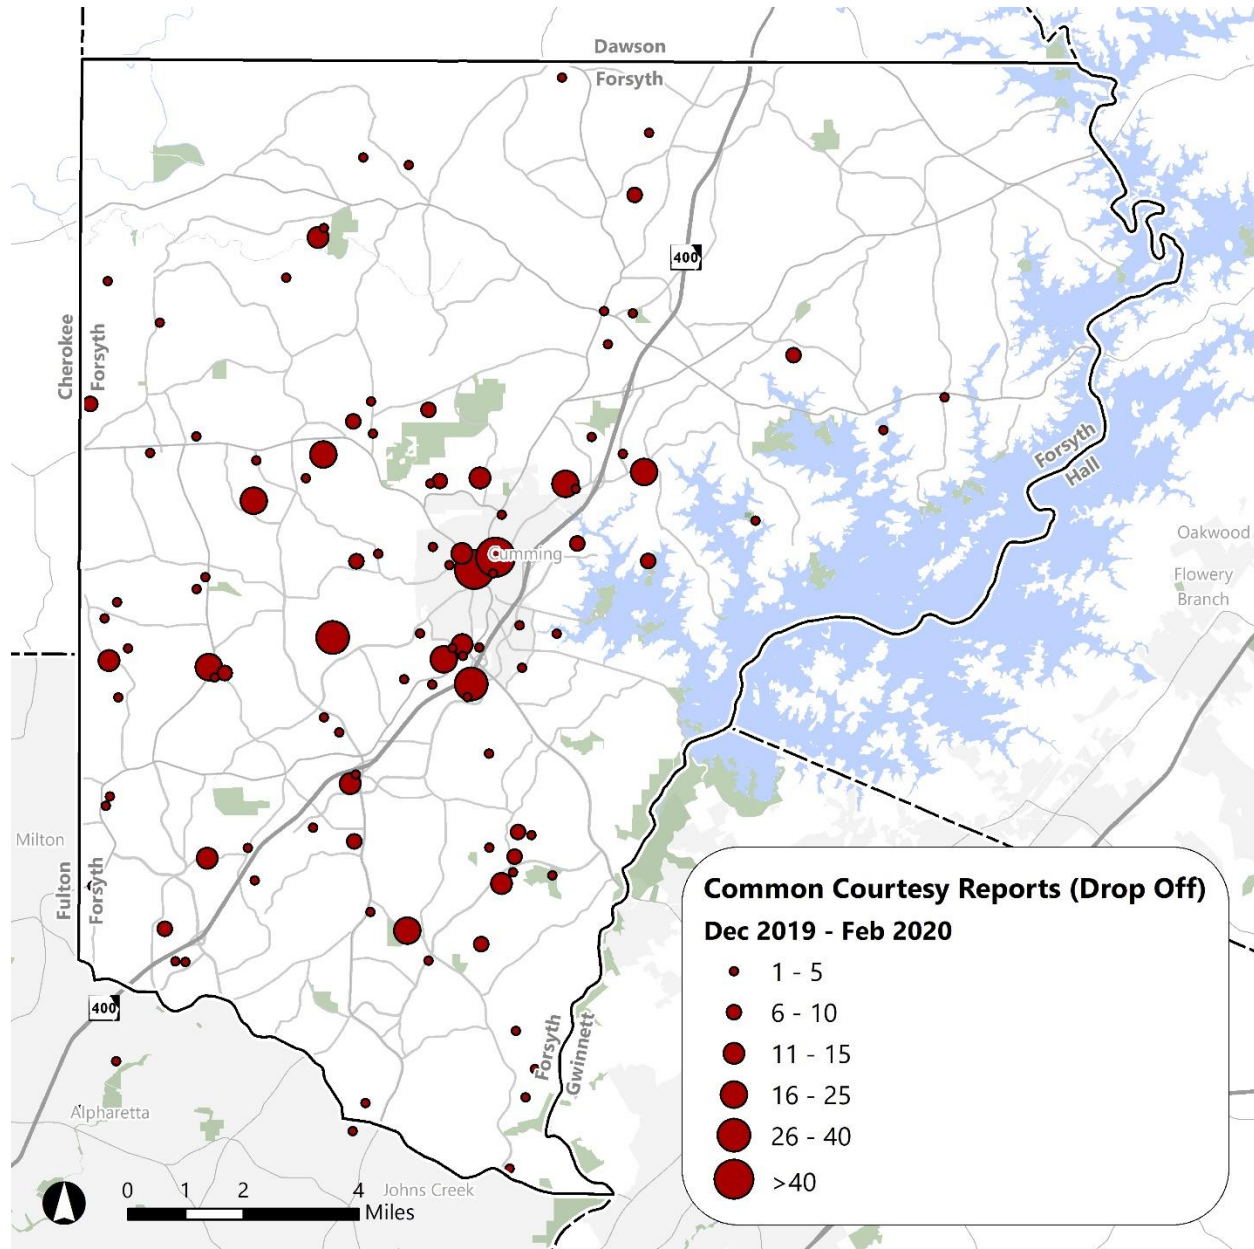 Dawson
Forsyth
400
Cherokee
Forsyth
Forsyth
Hall
Oakwood
Cumming
Flowery
Branch
Milton
Fulton
Forsyth
400
Forsyth
Gwinnett
Alpharetta
Johns Creek
Common Courtesy Reports (Drop Off)
Dec 2019 - Feb 2020
1 - 5
6 - 10
11 - 15
16 - 25
26 - 40
>40
0 1 2 4
Miles